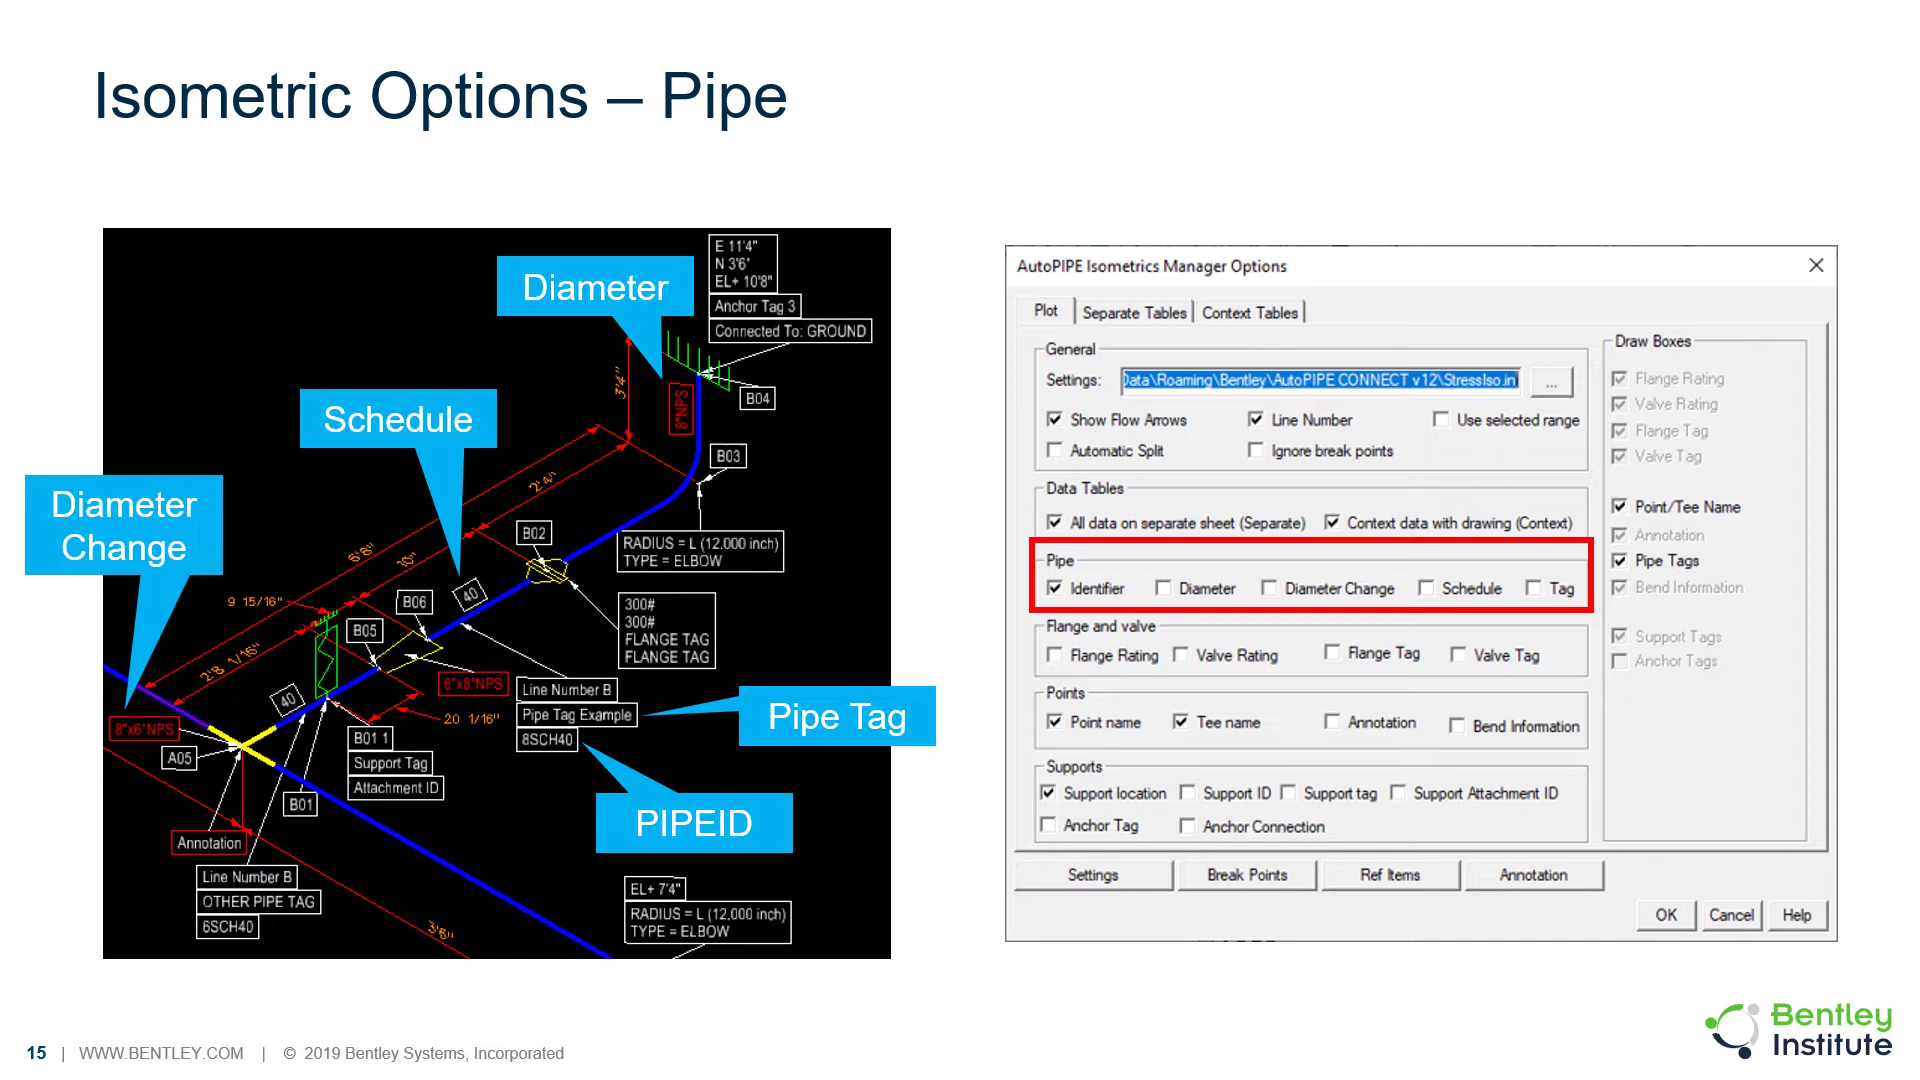 Isometric Options – Pipe
E 11'4"
N 3'6"
EL+ 10'8"
Anchor Tag 3
Connected To: GROUND
Diameter
3'4"
8"NPS
B04
Schedule
B03
2'4"
Diameter
Change
B02
RADIUS = L (12.000 inch)
TYPE = ELBOW
6'8"
10"
9 15/16"
B06
40
300#
300#
FLANGE TAG
FLANGE TAG
B05
2'8 1/16"
6"x8"NPS
Line Number B
Pipe Tag Example
8SCH40
40
20 1/16"
Pipe Tag
8"x6"NPS
A05
B01 1
Support Tag
Attachment ID
B01
PIPEID
Annotation
Line Number B
OTHER PIPE TAG
6SCH40
EL+ 7'4"
RADIUS = L (12.000 inch)
TYPE = ELBOW
3'6"
AutoPIPE Isometrics Manager Options
Plot Separate Tables Context Tables
General
Settings: Data\Roaming\Bentley\AutoPIPE CONNECT v12\StressIso.in ...
Show Flow Arrows Line Number Use selected range
Automatic Split Ignore break points
Data Tables
All data on separate sheet (Separate) Context data with drawing (Context)
Pipe
Identifier Diameter Diameter Change Schedule Tag
Flange and valve
Flange Rating Valve Rating Flange Tag Valve Tag
Points
Point name Tee name Annotation Bend Information
Supports
Support location Support ID Support tag Support Attachment ID
Anchor Tag Anchor Connection
Draw Boxes
Flange Rating
Valve Rating
Flange Tag
Valve Tag
Point/Tee Name
Annotation
Pipe Tags
Bend Information
Support Tags
Anchor Tags
Settings Break Points Ref Items Annotation
OK Cancel Help
15 | WWW.BENTLEY.COM | © 2019 Bentley Systems, Incorporated
Bentley
Institute